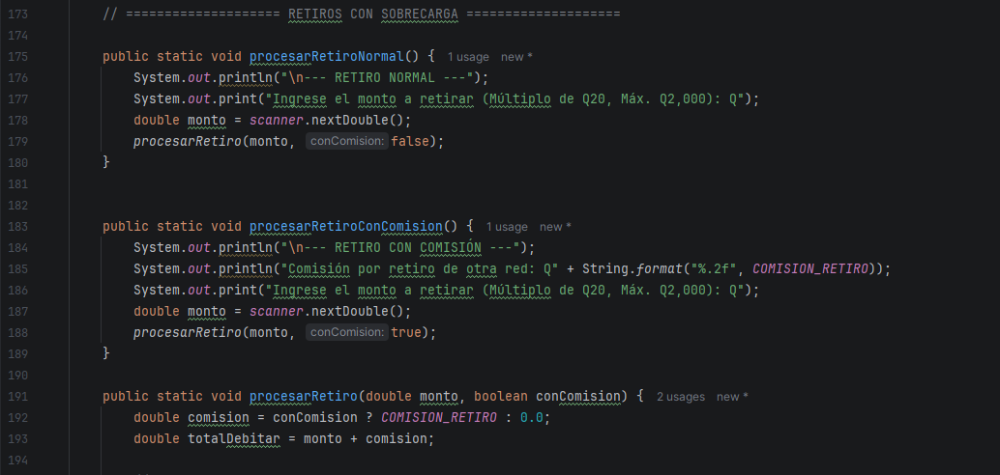 173 // ==================== RETIROS CON SOBRECARGA ====================
174
175 public static void procesarRetiroNormal() { 1 usage new *
176 System.out.println("\n--- RETIRO NORMAL ---");
177 System.out.print("Ingrese el monto a retirar (Múltiplo de Q20, Máx. Q2,000): Q");
178 double monto = scanner.nextDouble();
179 procesarRetiro(monto, conComision: false);
180 }
181
182
183 public static void procesarRetiroConComision() { 1 usage new *
184 System.out.println("\n--- RETIRO CON COMISIÓN ---");
185 System.out.println("Comisión por retiro de otra red: Q" + String.format("%.2f", COMISION_RETIRO));
186 System.out.print("Ingrese el monto a retirar (Múltiplo de Q20, Máx. Q2,000): Q");
187 double monto = scanner.nextDouble();
188 procesarRetiro(monto, conComision: true);
189 }
190
191 public static void procesarRetiro(double monto, boolean conComision) { 2 usages new *
192 double comision = conComision ? COMISION_RETIRO : 0.0;
193 double totalDebitar = monto + comision;
194